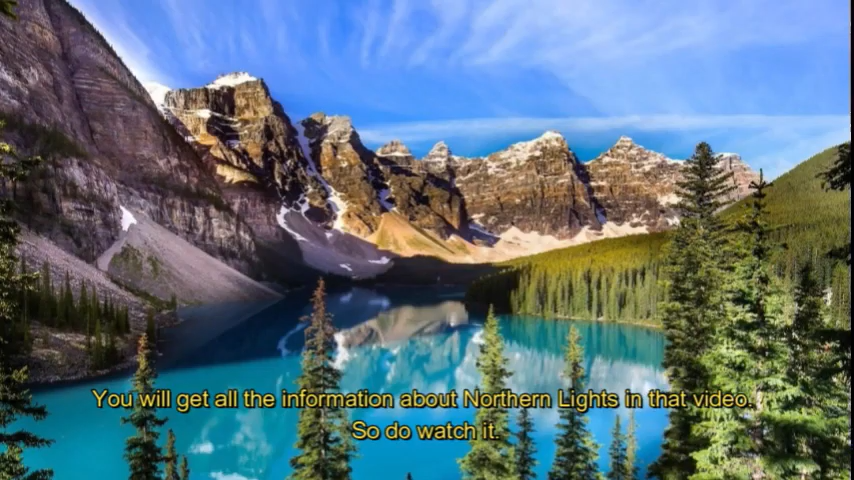 You will get all the information about Northern Lights in that video.
So do watch it.